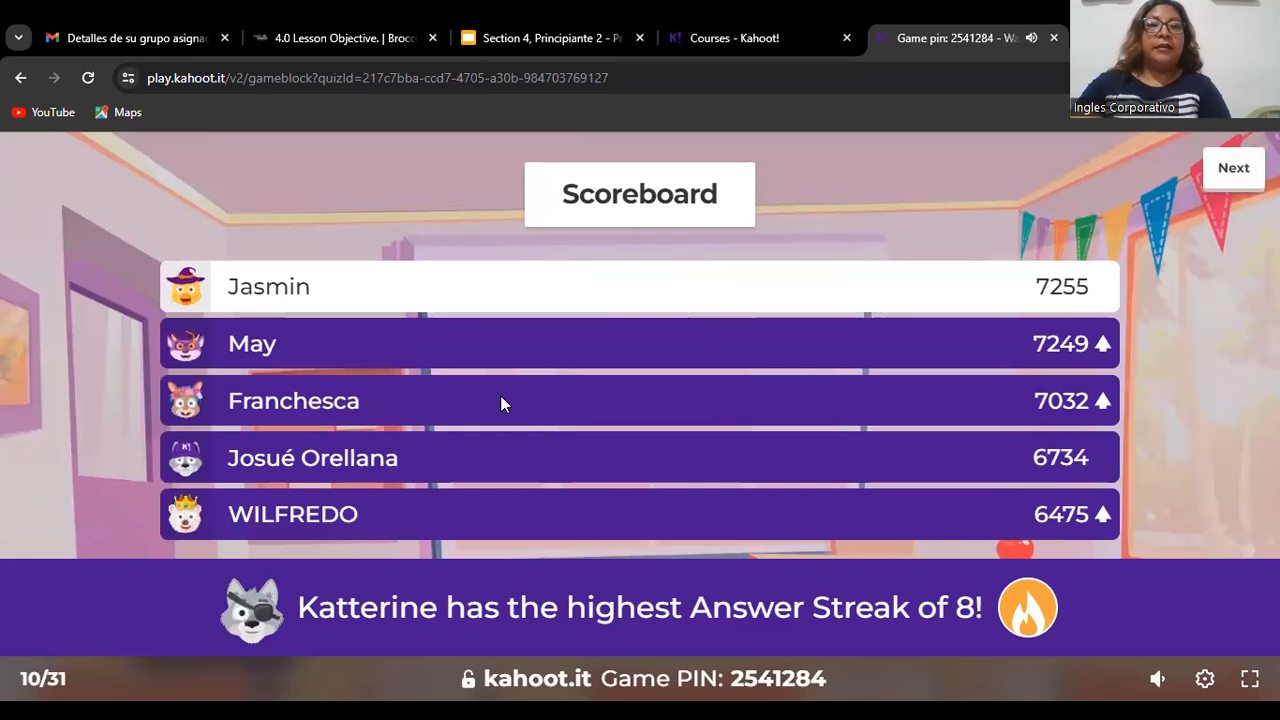 Detalles de su grupo asigna
4.0 Lesson Objective. | Brocc
Section 4, Principiante 2 - Pr
Courses - Kahoot!
Game pin: 2541284 - Wa
play.kahoot.it/v2/gameblock?quizId=217c7bba-ccd7-4705-a30b-984703769127
YouTube
Maps
Ingles Corporativo
Scoreboard
Next
Jasmin 7255
May 7249
Franchesca 7032
Josué Orellana 6734
WILFREDO 6475
Katterine has the highest Answer Streak of 8!
10/31
kahoot.it Game PIN: 2541284